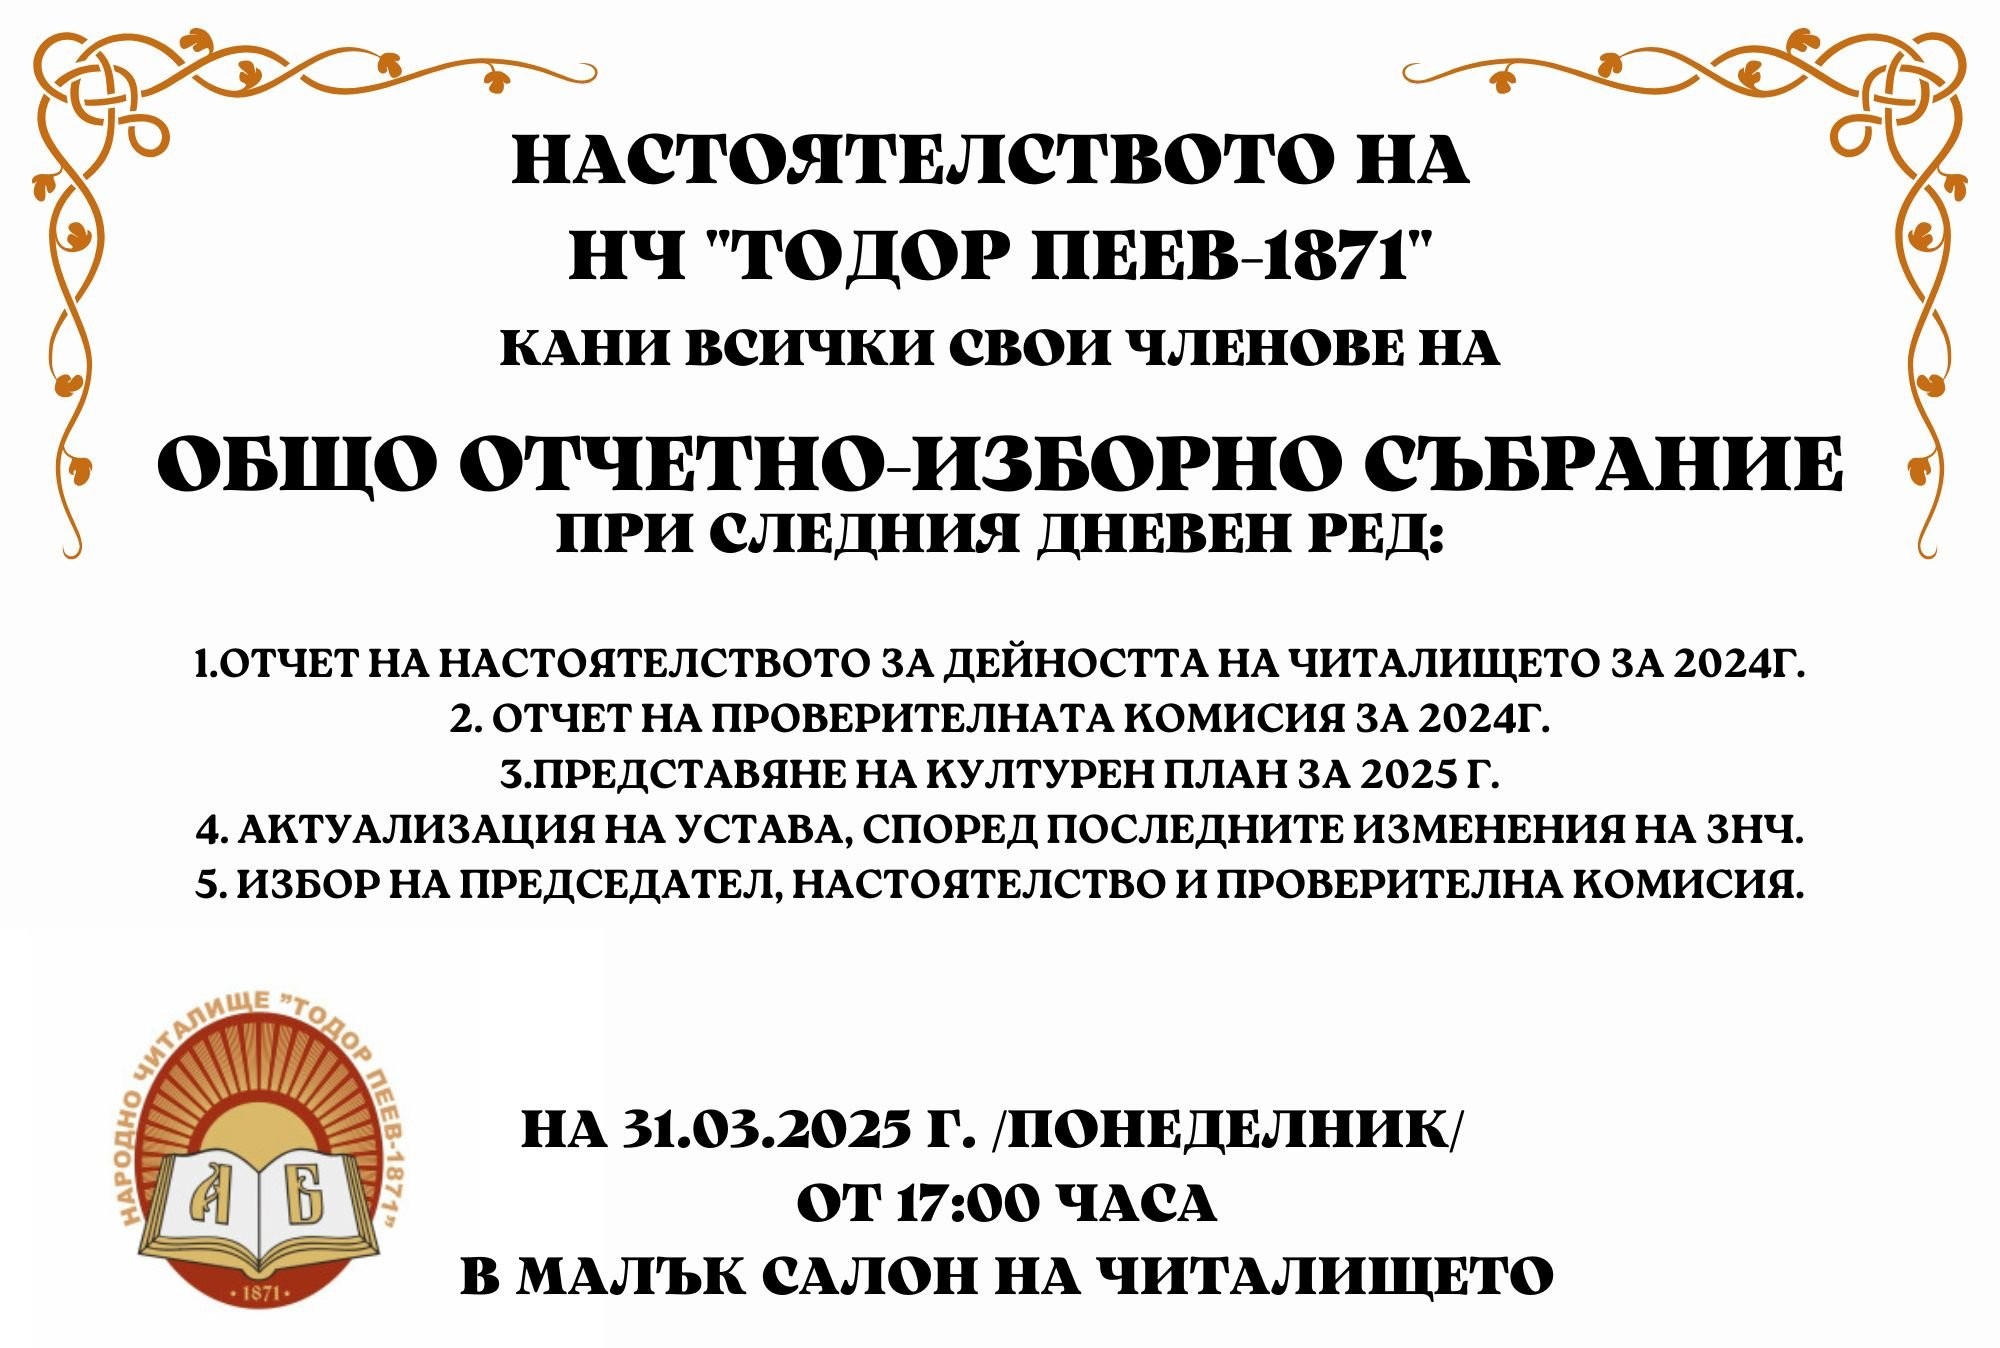 НАСТОЯТЕЛСТВОТО НА
НЧ "ТОДОР ПЕЕВ-1871"
КАНИ ВСИЧКИ СВОИ ЧЛЕНОВЕ НА
ОБЩО ОТЧЕТНО-ИЗБОРНО СЪБРАНИЕ
ПРИ СЛЕДНИЯ ДНЕВЕН РЕД:
1.ОТЧЕТ НА НАСТОЯТЕЛСТВОТО ЗА ДЕЙНОСТТА НА ЧИТАЛИЩЕТО ЗА 2024Г.
2. ОТЧЕТ НА ПРОВЕРИТЕЛНАТА КОМИСИЯ ЗА 2024Г.
3.ПРЕДСТАВЯНЕ НА КУЛТУРЕН ПЛАН ЗА 2025 Г.
4. АКТУАЛИЗАЦИЯ НА УСТАВА, СПОРЕД ПОСЛЕДНИТЕ ИЗМЕНЕНИЯ НА ЗНЧ.
5. ИЗБОР НА ПРЕДСЕДАТЕЛ, НАСТОЯТЕЛСТВО И ПРОВЕРИТЕЛНА КОМИСИЯ.
НАРОДНО ЧИТАЛИЩЕ "ТОДОР ПЕЕВ-1871"
А Б
·1871·
НА 31.03.2025 Г. /ПОНЕДЕЛНИК/
ОТ 17:00 ЧАСА
В МАЛЪК САЛОН НА ЧИТАЛИЩЕТО